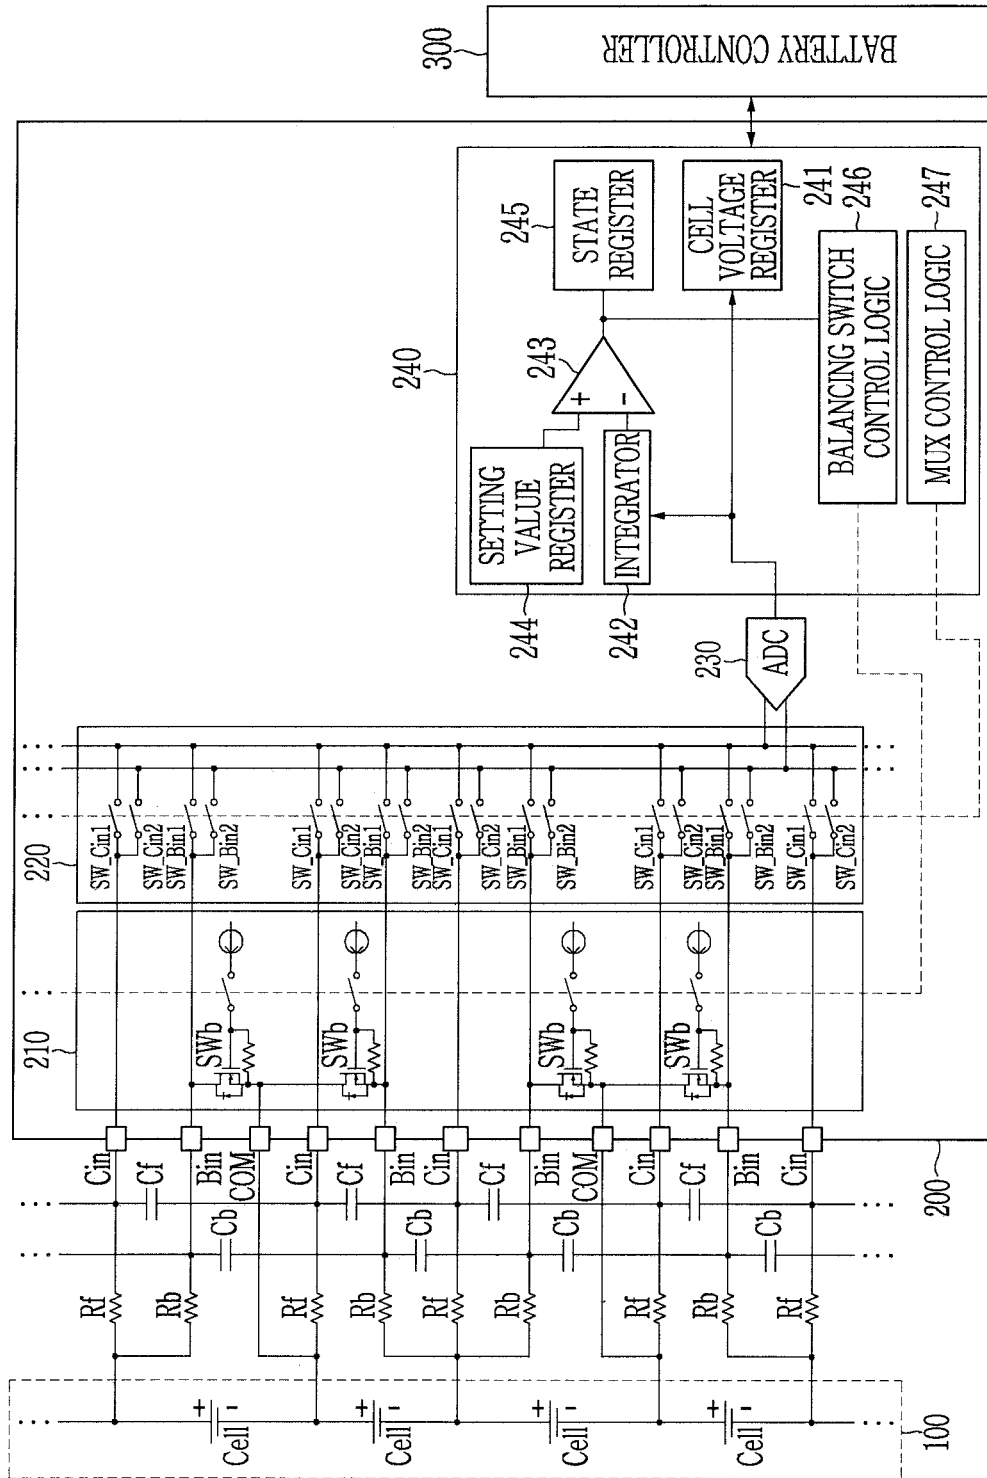 300
BATTERY CONTROLLER
240
245
STATE
REGISTER
CELL
VOLTAGE
REGISTER
241
243
+
-
SETTING
VALUE
REGISTER
244
INTEGRATOR
242
BALANCING SWITCH
CONTROL LOGIC
246
MUX CONTROL LOGIC
247
230
ADC
220
SW_Cin1
SW_Cin2
SW_Bin1
SW_Bin2
SW_Cin1
SW_Cin2
SW_Bin1
SW_Bin2
SW_Cin1
SW_Cin2
SW_Bin1
SW_Bin2
SW_Cin1
SW_Cin2
SW_Bin1
SW_Bin2
SW_Cin1
SW_Cin2
210
SWb
SWb
SWb
SWb
200
Cin
Bin
COM
Cin
Bin
Cin
Bin
COM
Cin
Bin
Cin
Cf
Cf
Cf
Cf
Cb
Cb
Cb
Cb
Rf
Rb
Rf
Rb
Rf
Rb
Rf
Rb
Rf
100
+
-
Cell
+
-
Cell
+
-
Cell
+
-
Cell